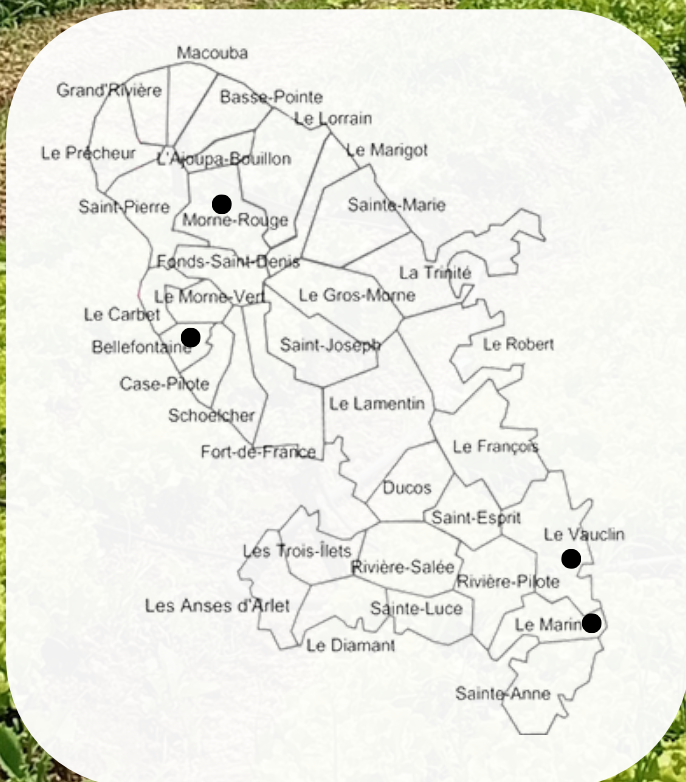 Macouba
Grand'Rivière
Basse-Pointe
Le Lorrain
Le Prêcheur
L'Ajoupa-Bouillon
Le Marigot
Saint-Pierre
Morne-Rouge
Sainte-Marie
Fonds-Saint-Denis
La Trinité
Le Morne-Vert
Le Gros-Morne
Le Carbet
Bellefontaine
Saint-Joseph
Le Robert
Case-Pilote
Le Lamentin
Schoelcher
Fort-de-France
Le François
Ducos
Saint-Esprit
Le Vauclin
Les Trois-Îlets
Rivière-Salée
Rivière-Pilote
Les Anses d'Arlet
Sainte-Luce
Le Marin
Le Diamant
Sainte-Anne